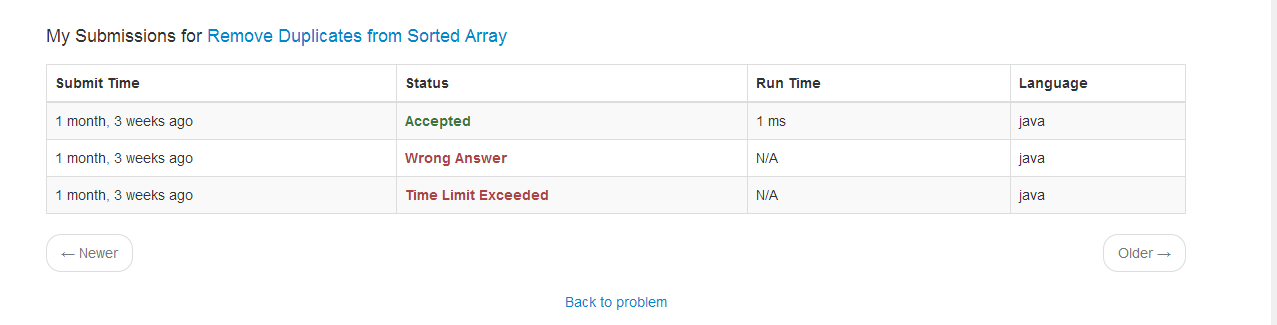 My Submissions for Remove Duplicates from Sorted Array
Submit Time Status Run Time Language
1 month, 3 weeks ago Accepted 1 ms java
1 month, 3 weeks ago Wrong Answer N/A java
1 month, 3 weeks ago Time Limit Exceeded N/A java
← Newer Older →
Back to problem